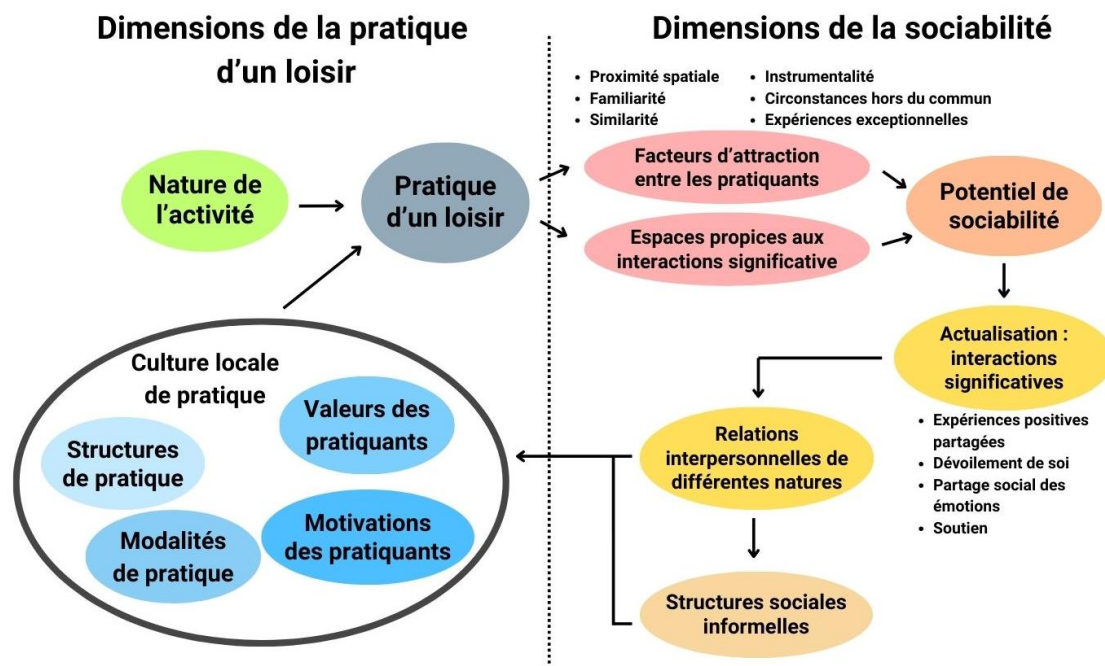 Dimensions de la pratique
d'un loisir
Nature de
l'activité
Pratique
d'un loisir
Culture locale
de pratique
Valeurs des
pratiquants
Structures
de pratique
Modalités
de pratique
Motivations
des pratiquants
Dimensions de la sociabilité
• Proximité spatiale
• Familiarité
• Similarité
• Instrumentalité
• Circonstances hors du commun
• Expériences exceptionnelles
Facteurs d'attraction
entre les pratiquants
Espaces propices aux
interactions significative
Potentiel de
sociabilité
Actualisation :
interactions
significatives
• Expériences positives
partagées
• Dévoilement de soi
• Partage social des
émotions
• Soutien
Relations
interpersonnelles de
différentes natures
Structures sociales
informelles